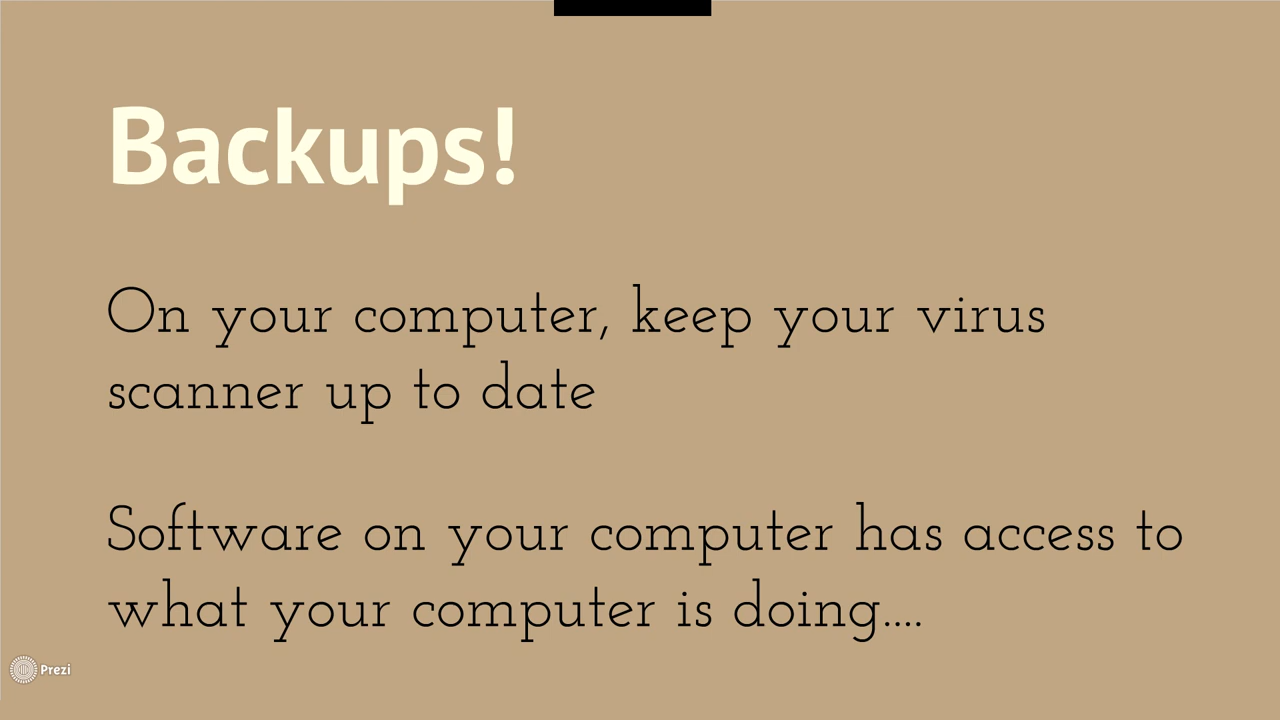 Backups!
On your computer, keep your virus
scanner up to date
Software on your computer has access to
what your computer is doing....
Prezi